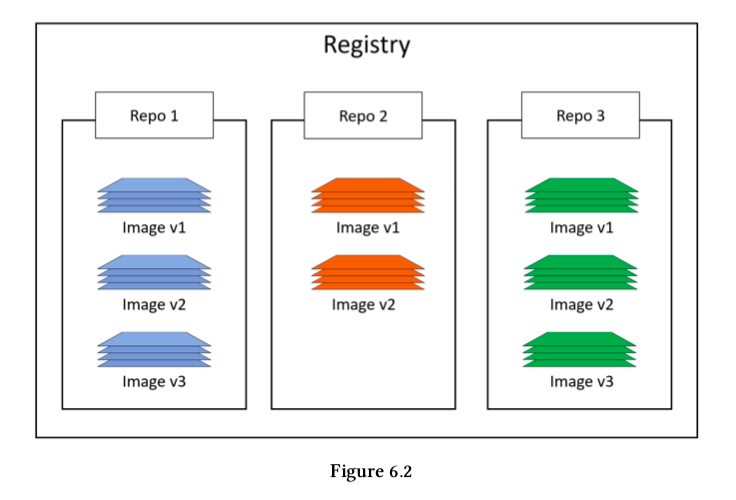 Registry
Repo 1
Repo 2
Repo 3
Image v1
Image v1
Image v1
Image v2
Image v2
Image v2
Image v3
Image v3
Figure 6.2